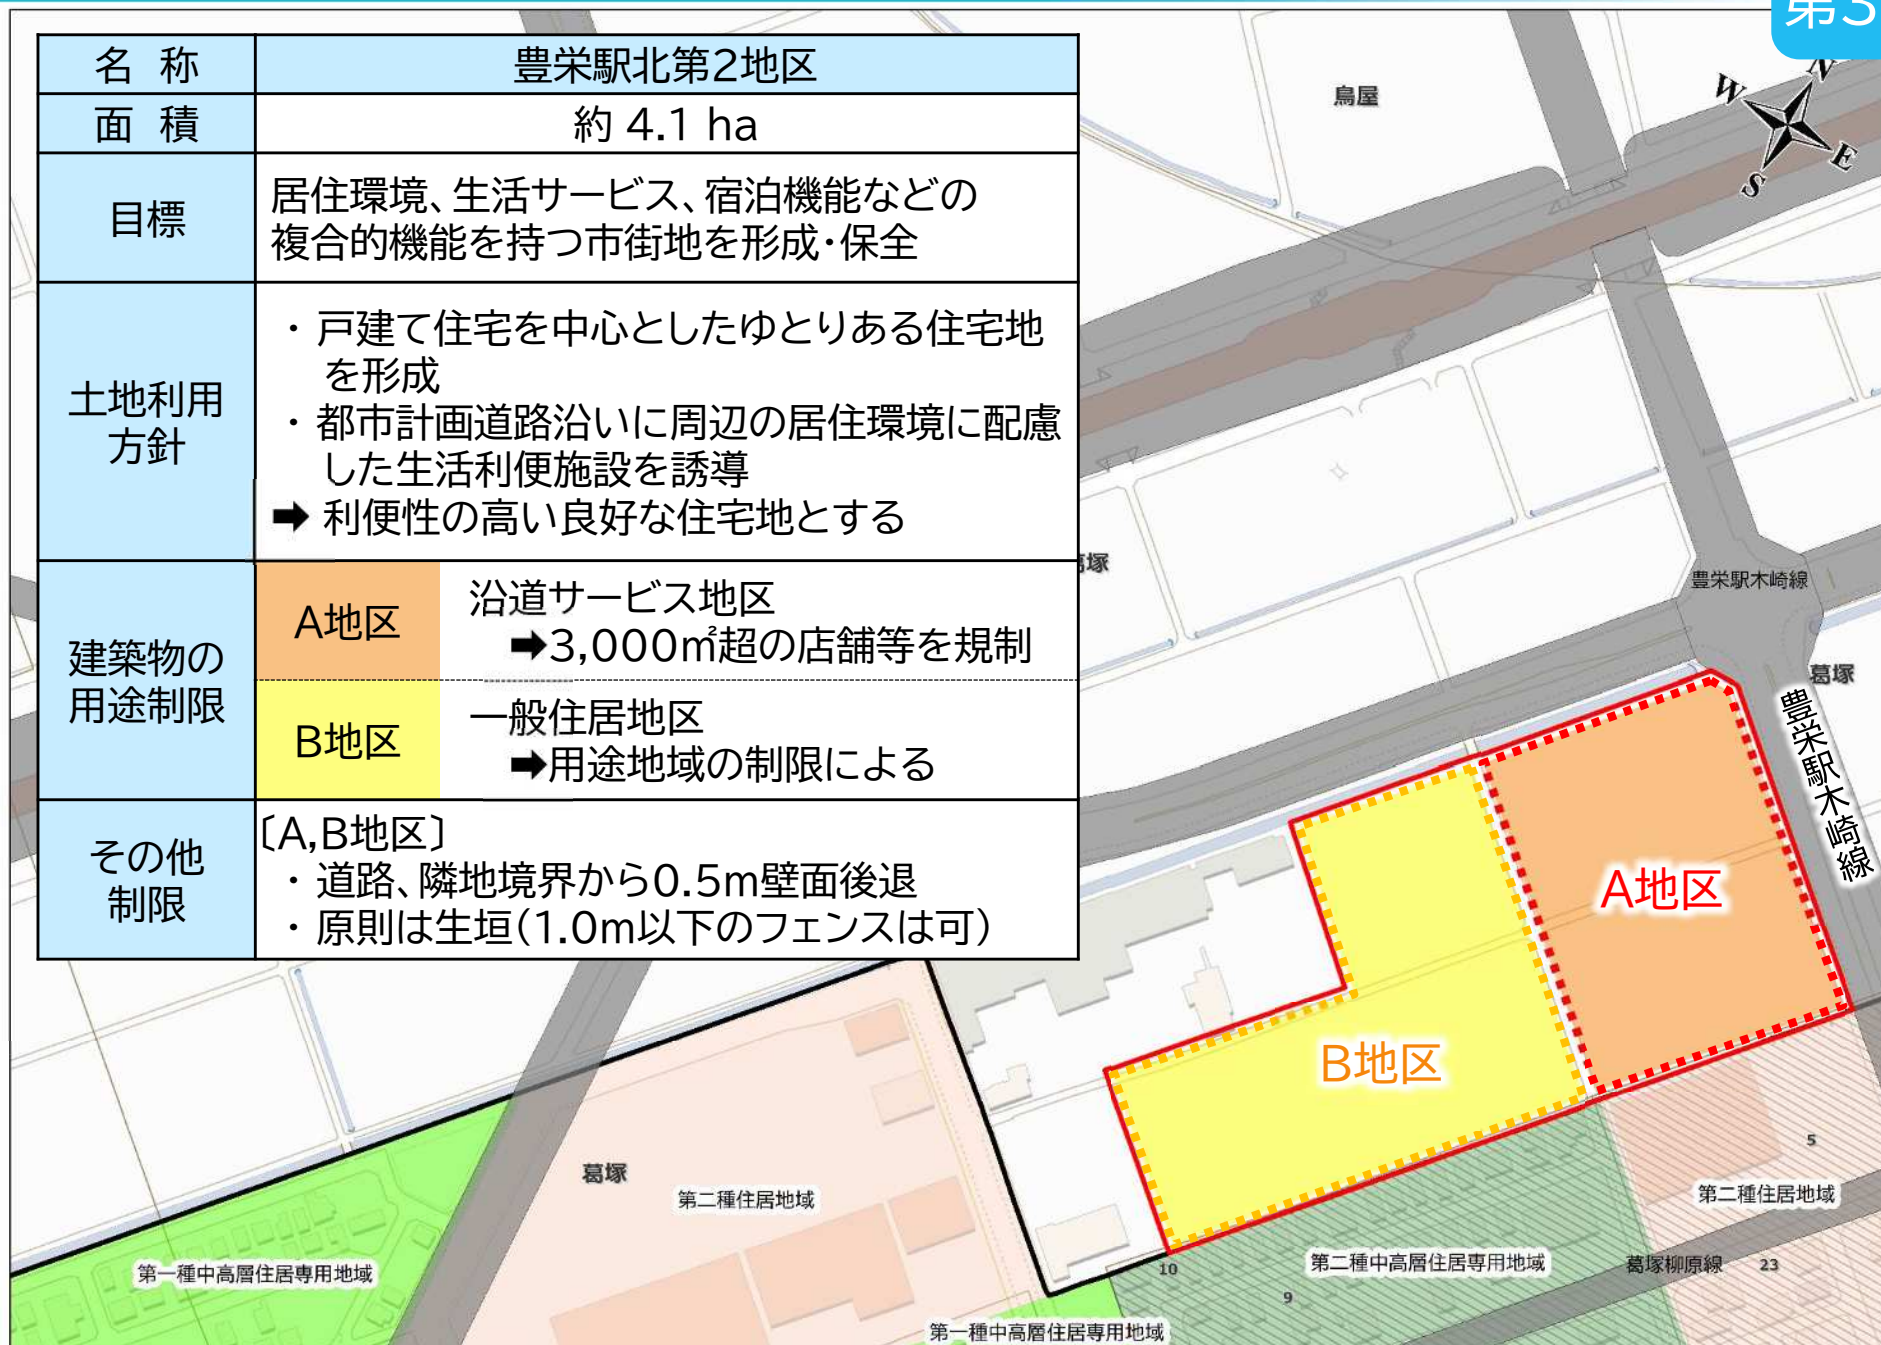 第3
名 称
豊栄駅北第2地区
面 積
約 4.1 ha
目標
居住環境、生活サービス、宿泊機能などの
複合的機能を持つ市街地を形成・保全
土地利用
方針
・戸建て住宅を中心としたゆとりある住宅地
を形成
・都市計画道路沿いに周辺の居住環境に配慮
した生活利便施設を誘導
➡ 利便性の高い良好な住宅地とする
建築物の
用途制限
A地区
沿道サービス地区
➡3,000㎡超の店舗等を規制
B地区
一般住居地区
➡用途地域の制限による
その他
制限
〔A,B地区〕
・道路、隣地境界から0.5m壁面後退
・原則は生垣(1.0m以下のフェンスは可)
鳥屋
N
W
E
S
塚
豊栄駅木崎線
葛塚
豊栄駅木崎線
A地区
B地区
葛塚
第二種住居地域
第一種中高層住居専用地域
5
第二種住居地域
第二種中高層住居専用地域
葛塚柳原線
23
10
9
第一種中高層住居専用地域